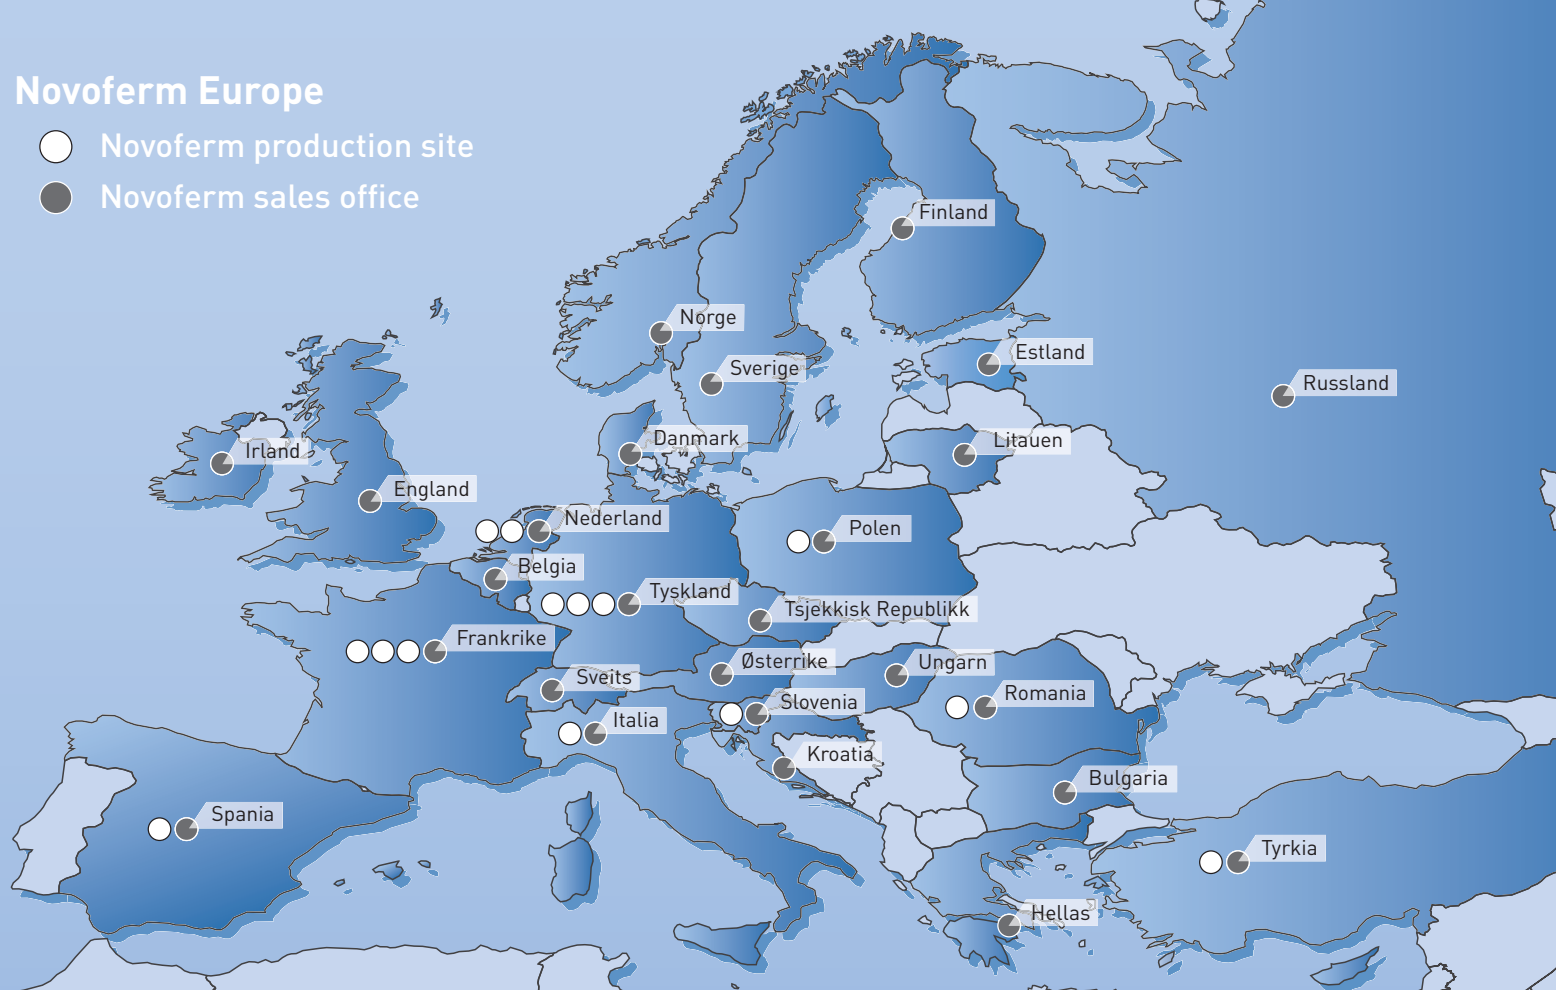 Novoferm Europe
Novoferm production site
Novoferm sales office
Finland
Norge
Estland
Sverige
Russland
Danmark
Litauen
Irland
England
Nederland
Polen
Belgia
Tyskland
Tsjekkisk Republikk
Frankrike
Østerrike
Ungarn
Sveits
Romania
Slovenia
Italia
Kroatia
Bulgaria
Spania
Tyrkia
Hellas